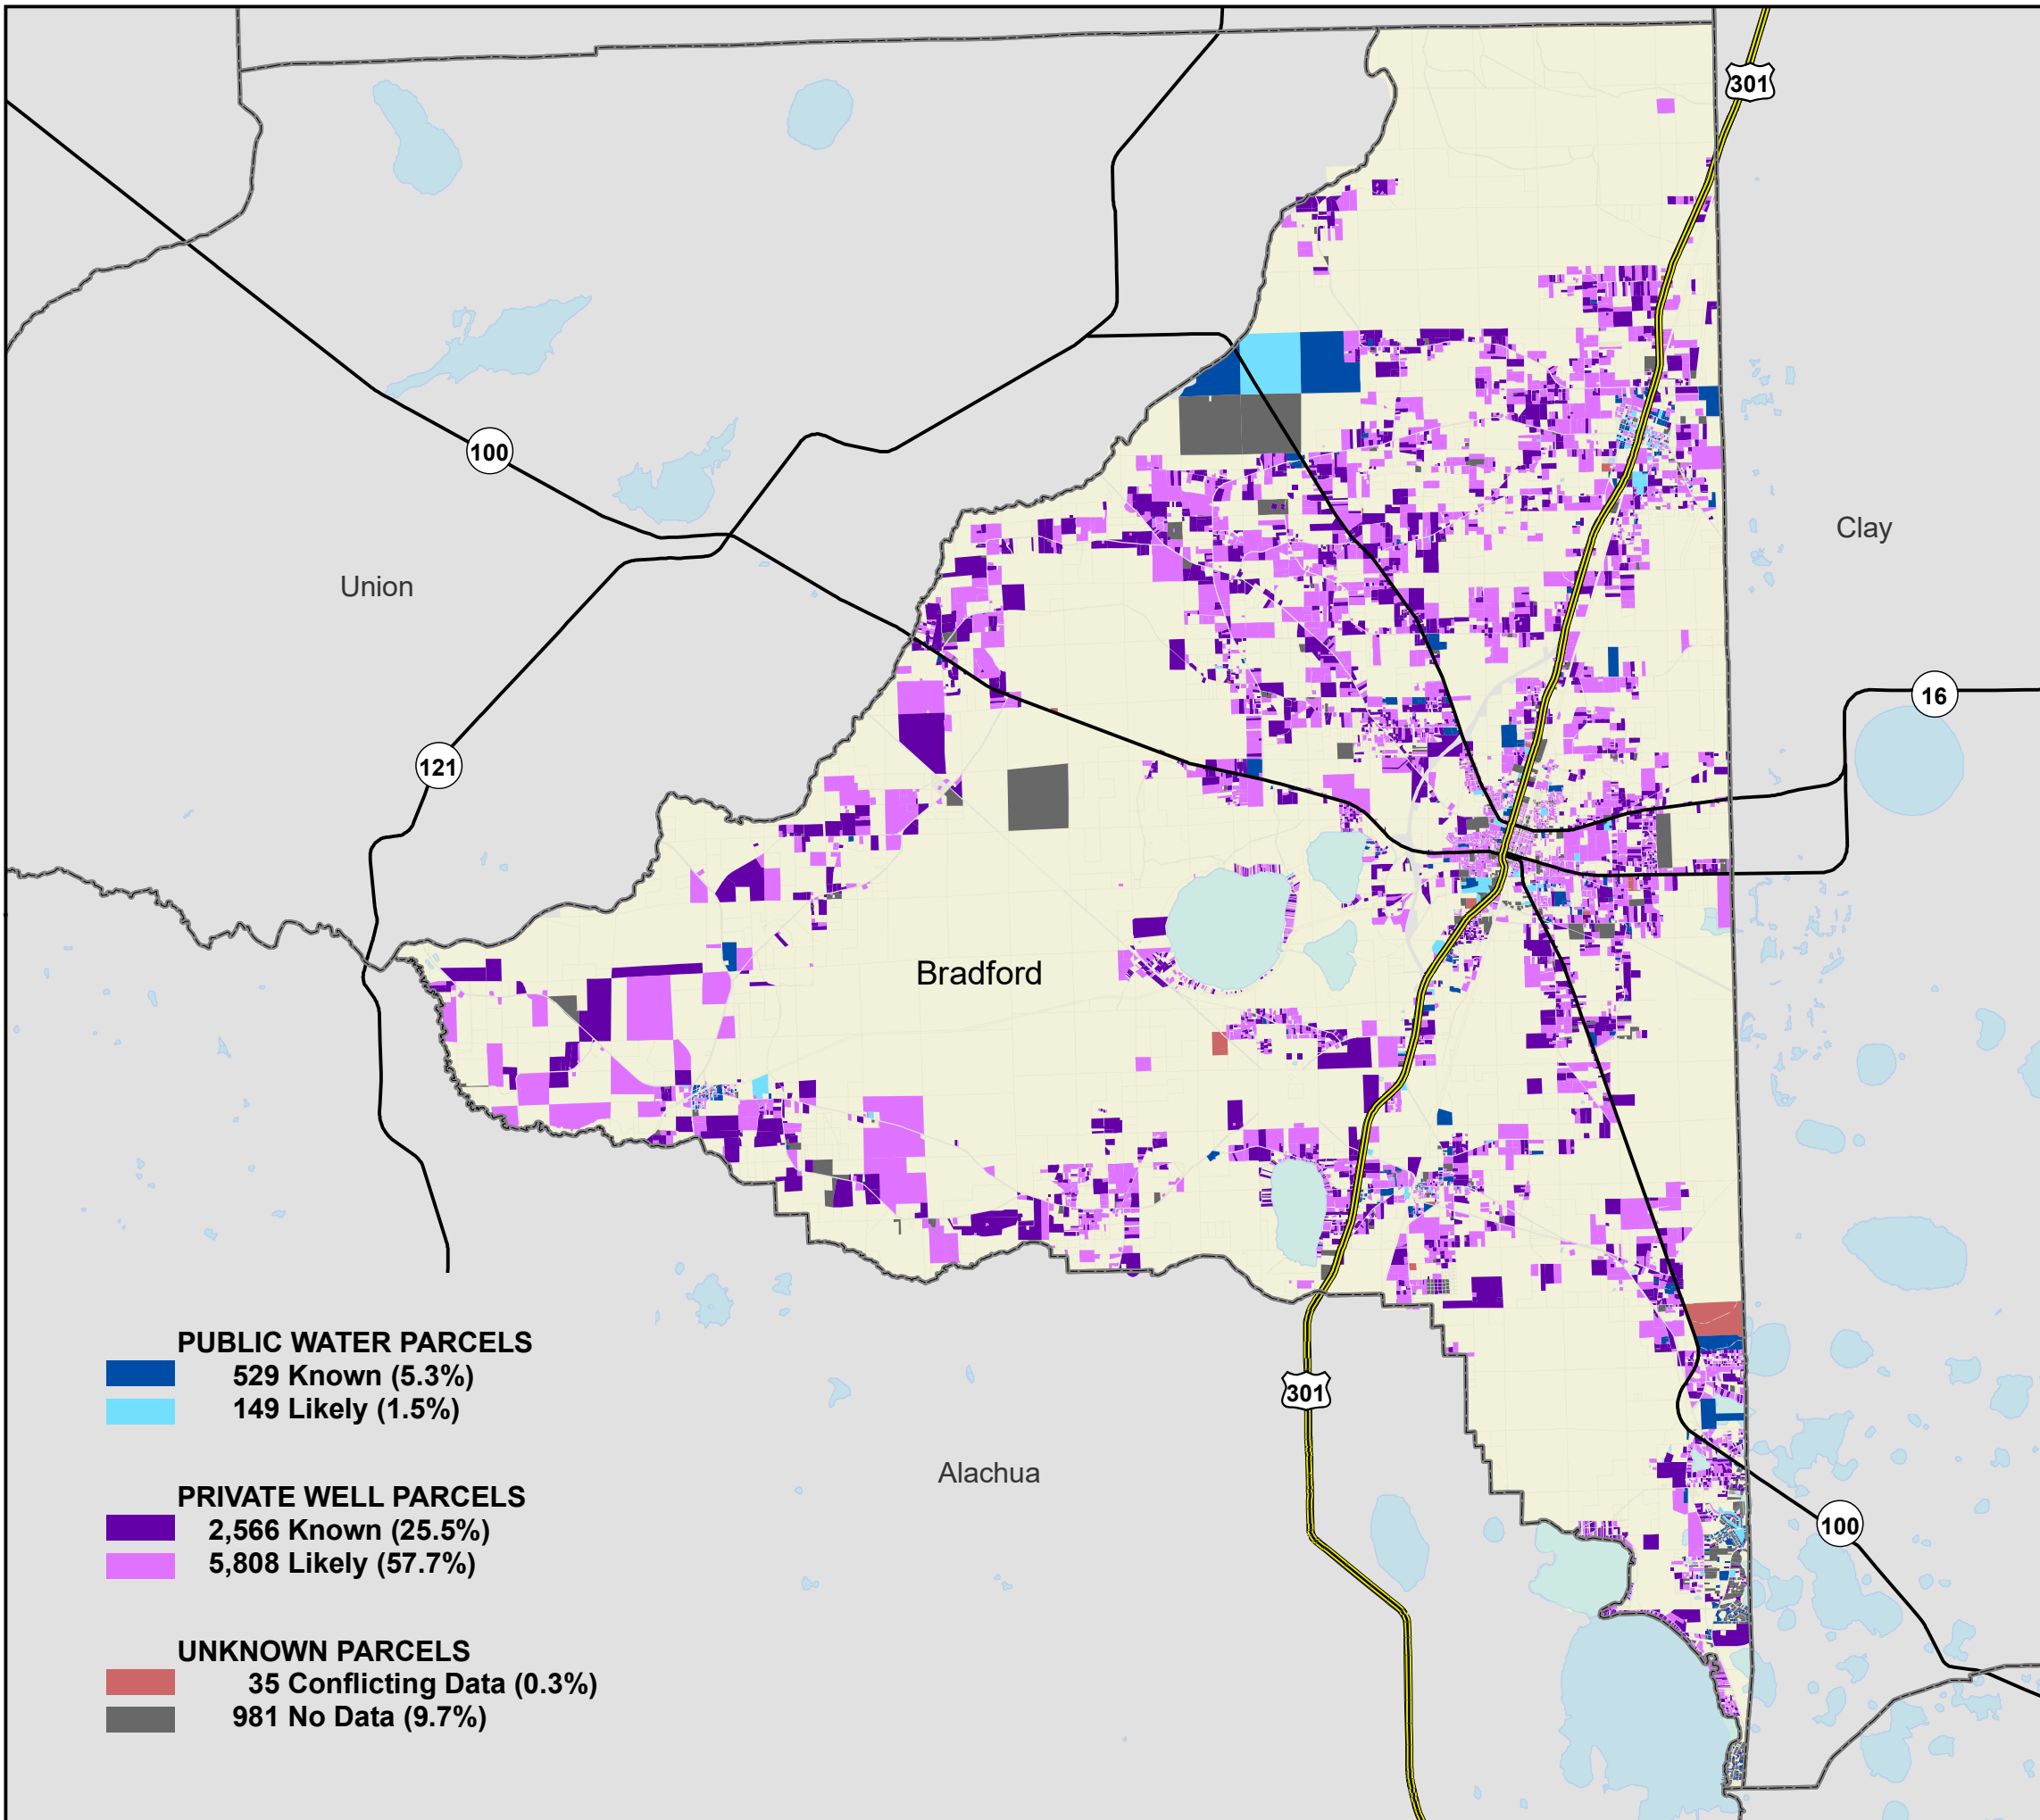 301
Clay
100
Union
16
121
Bradford
PUBLIC WATER PARCELS
529 Known (5.3%)
149 Likely (1.5%)
301
Alachua
PRIVATE WELL PARCELS
2,566 Known (25.5%)
5,808 Likely (57.7%)
100
UNKNOWN PARCELS
35 Conflicting Data (0.3%)
981 No Data (9.7%)